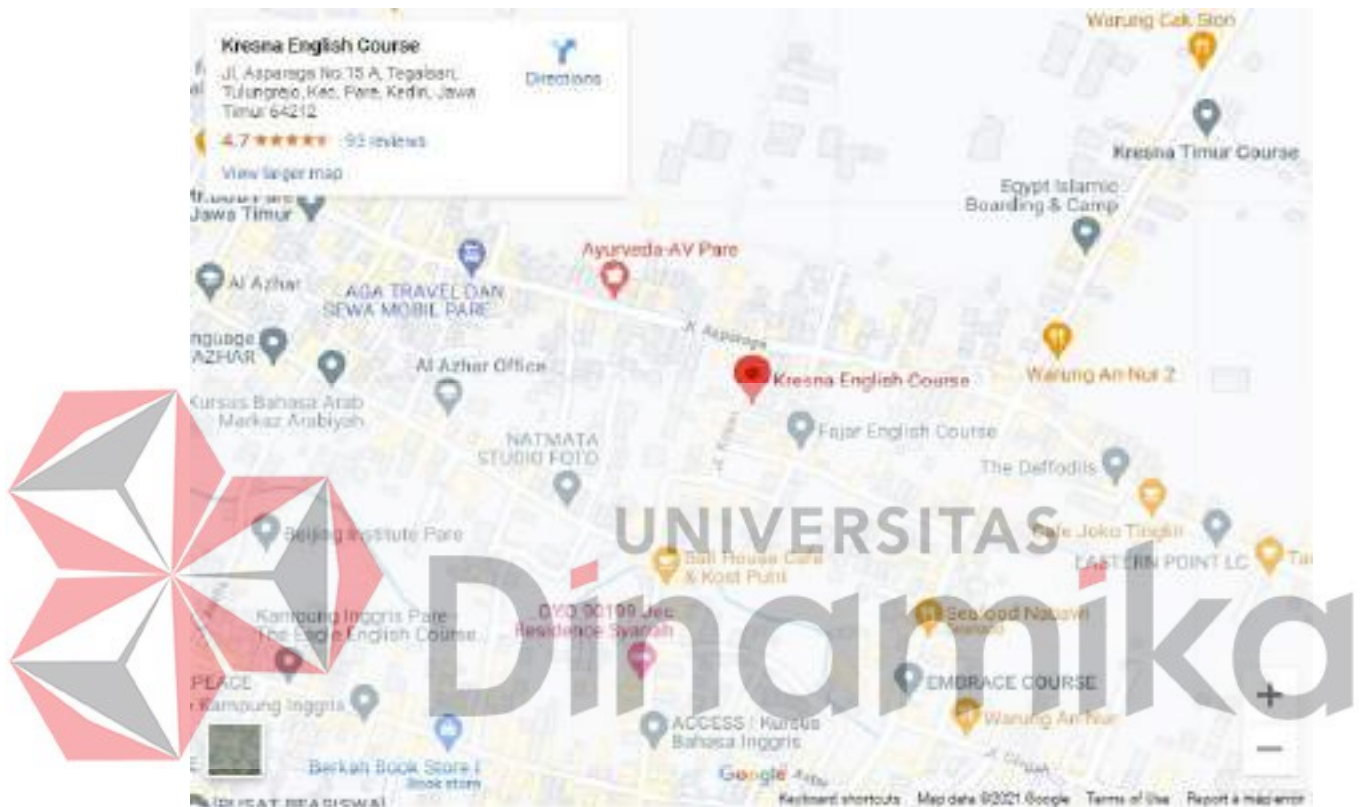 Kresna English Course
Jl. Asparaga No.15 A, Tegalsari,
Tulungrejo, Kec. Pare, Kediri, Jawa
Timur 64212
4.7
93 reviews
View larger map
Directions
Warung Cak Ston
Kresna Timur Course
Egypt Islamic
Boarding & Camp
Jawa Timur
Ayurveda-AV Pare
Al Azhar
AGA TRAVEL DAN
SEWA MOBIL PARE
Jl. Asparaga
AZHAR
Al Azhar Office
Kresna English Course
Warung An Nur 2
Kursus Bahasa Arab
Markaz Arabiyah
NATMATA
STUDIO FOTO
Fajar English Course
The Daffodils
UNIVERSITAS
Dinamika
Beijing Institute Pare
Bali House Cafe
& Kost Putri
Cafe Joko Tingkir
EASTERN POINT LC
Kampung Inggris Pare -
The Eagle English Course
OYO 90199 Jec
Residence Syariah
Seafood Nabawi
Seafood
PLACE
Kampung Inggris
EMBRACE COURSE
Warung An Nur
ACCESS | Kursus
Bahasa Inggris
Berkah Book Store
Book store
Google
Keyboard shortcuts
Map data ©2021 Google
Terms of Use
Report a map error